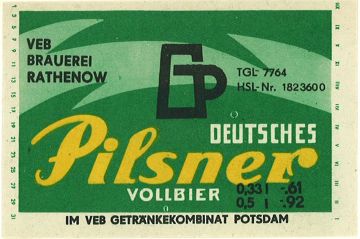 VEB
BRAUEREI
RATHENOW
GP
TGL 7764
HSL-Nr. 1823600
DEUTSCHES
Pilsner
VOLLBIER
0,33 l -.61
0,5 l -.92
IM VEB GETRÄNKEKOMBINAT POTSDAM